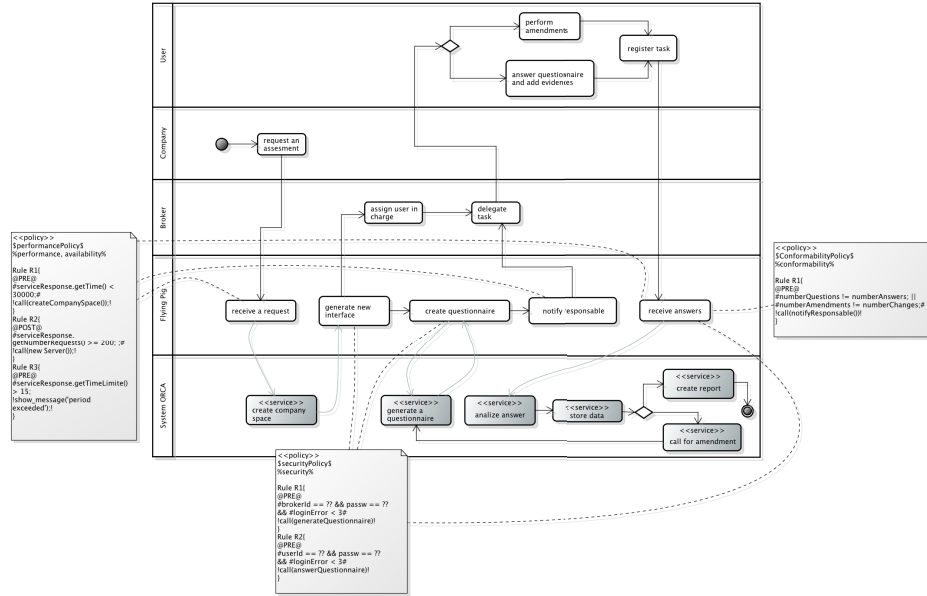 User
perform
amendments
answer questionnaire
and add evidences
register task
Company
request an
assesment
Broker
assign user in
charge
delegate
task
Flying Pig
receive a request
generate new
interface
create questionnaire
notify responsable
receive answers
System ORCA
<<service>>
create company
space
<<service>>
generate a
questionnaire
<<service>>
analize answer
<<service>>
store data
<<service>>
create report
<<service>>
call for amendment
<<policy>>
$performancePolicy$
%performance, availability%
Rule R1{
@PRE@
#serviceResponse.getTime() <
30000;#
!call(createCompanySpace());!
}
Rule R2{
@POST@
#serviceResponse.
getNumberRequests() >= 200; ;#
!call(new Server());!
}
Rule R3{
@PRE@
#serviceResponse.getTimeLimite()
> 15;
!show_message('period
exceeded');!
}
<<policy>>
$securityPolicy$
%security%
Rule R1{
@PRE@
#brokerId == ?? && passw == ??
&& #loginError < 3#
!call(generateQuestionnaire)!
}
Rule R2{
@PRE@
#userId == ?? && passw == ??
&& #loginError < 3#
!call(answerQuestionnaire)!
}
<<policy>>
$ConformabilityPolicy$
%conformability%
Rule R1{
@PRE@
#numberQuestions != numberAnswers; ||
#numberAmendments != numberChanges;#
!call(notifyResponsable())!
}